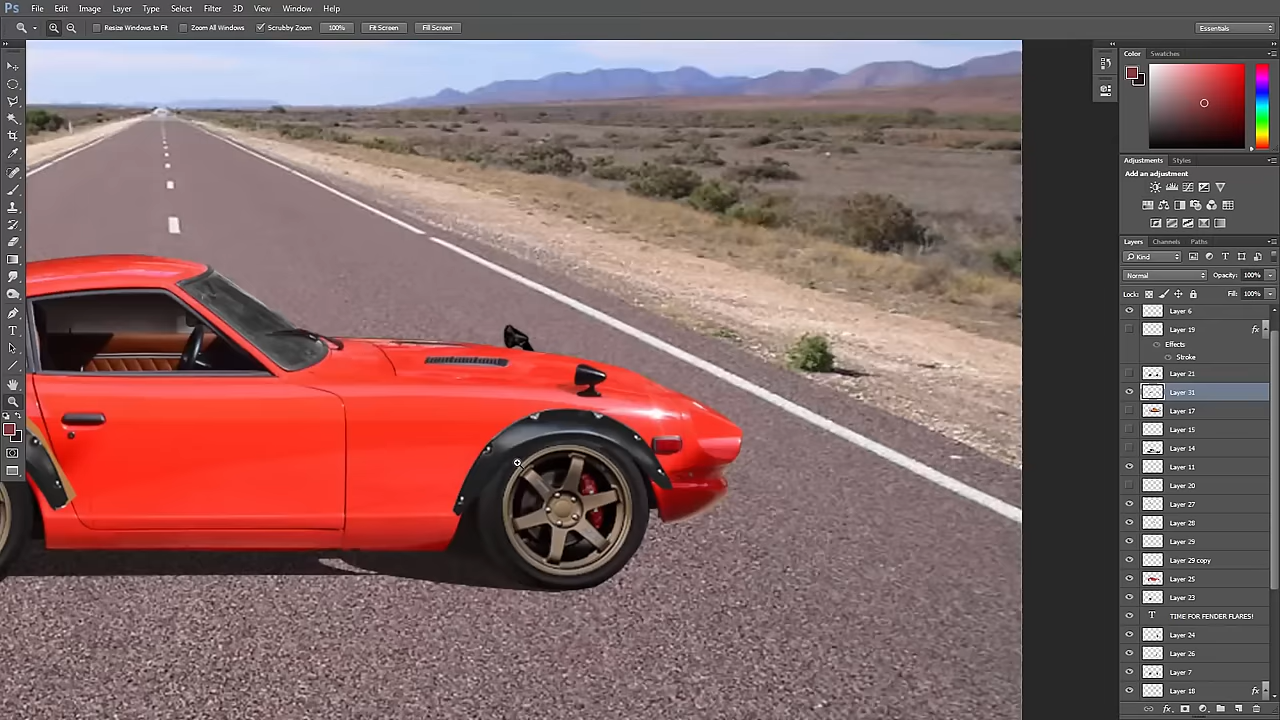 Ps File Edit Image Layer Type Select Filter 3D View Window Help
Resize Windows to Fit Zoom All Windows Scrubby Zoom 100% Fit Screen Fill Screen Essentials
Color Swatches
Adjustments Styles
Add an adjustment
Layers Channels Paths
Kind
Normal Opacity: 100%
Lock: Fill: 100%
Layer 6
Layer 19 fx
Effects
Stroke
Layer 21
Layer 31
Layer 17
Layer 15
Layer 14
Layer 11
Layer 20
Layer 27
Layer 28
Layer 29
Layer 29 copy
Layer 25
Layer 23
T TIME FOR FENDER FLARES!
Layer 24
Layer 26
Layer 7
Layer 18 fx
fx